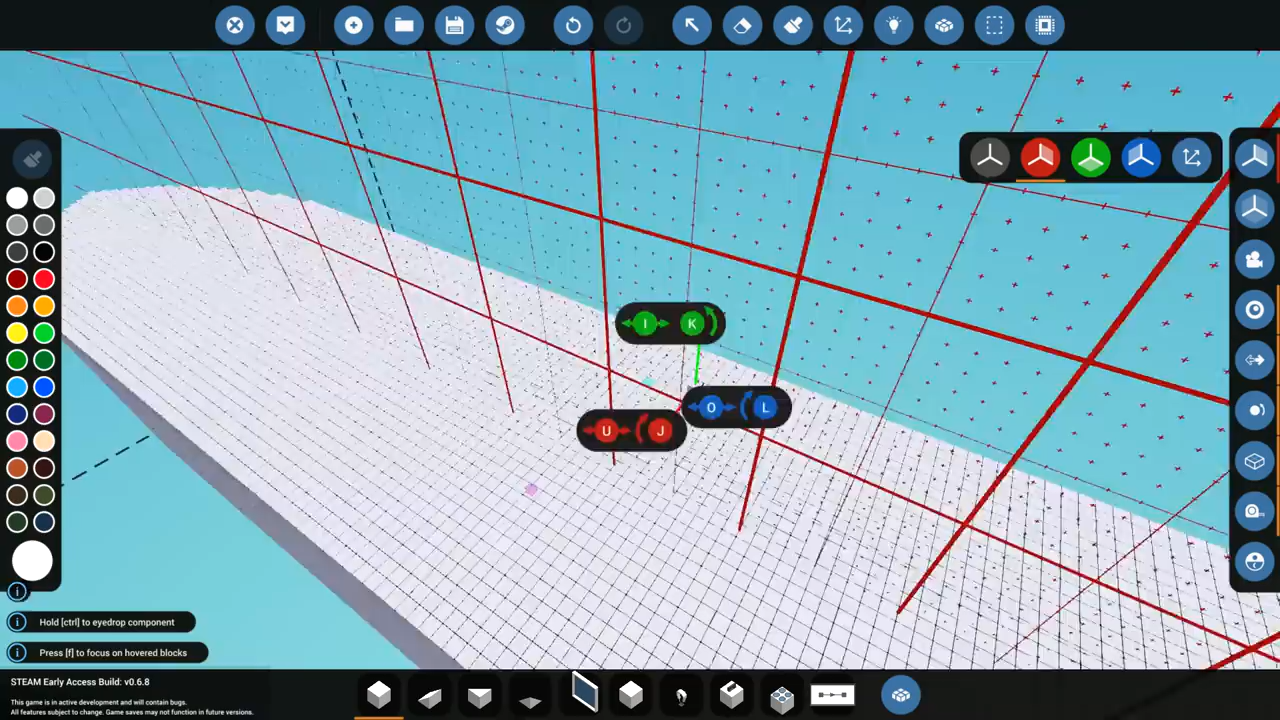 I K
O L
U J
Hold [ctrl] to eyedrop component
Press [f] to focus on hovered blocks
STEAM Early Access Build: v0.6.8
This game is in active development and will contain bugs.
All features subject to change. Game saves may not function in future versions.